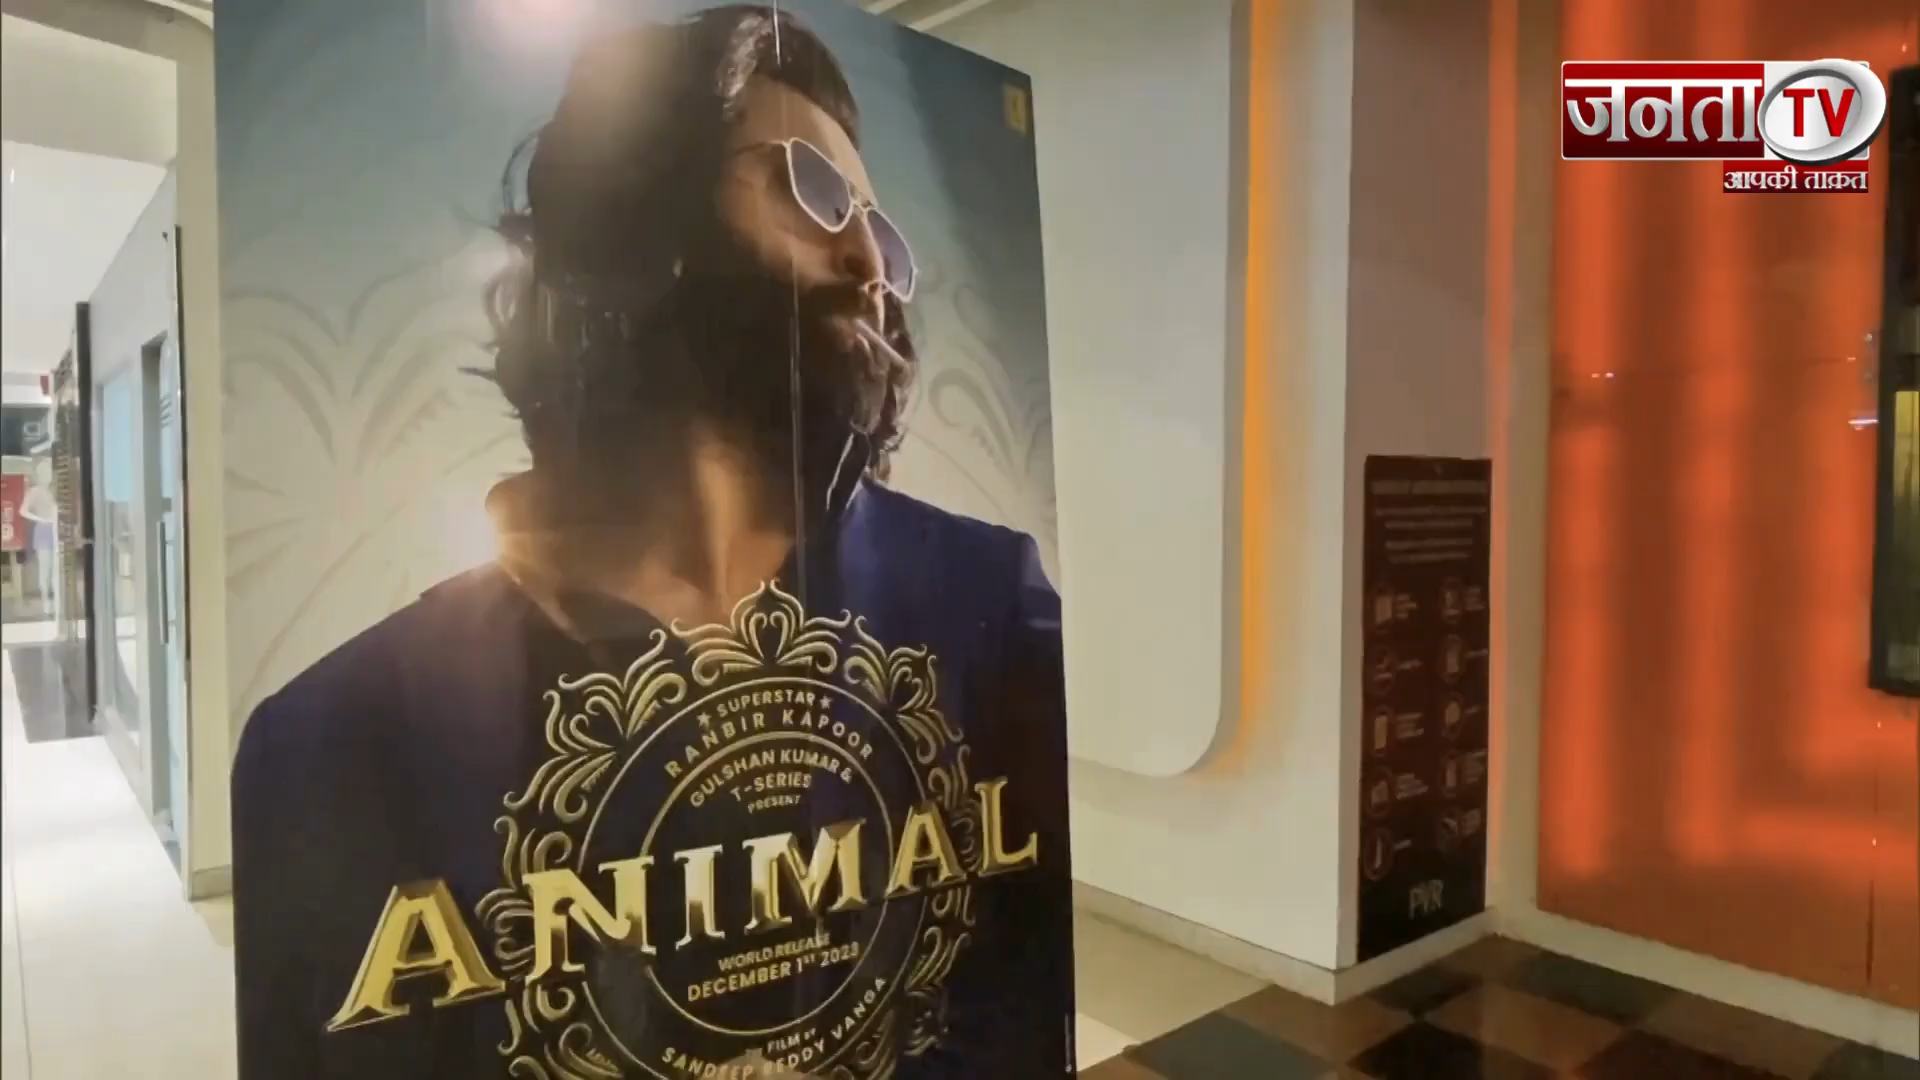 जनता TV
आपकी ताक़त
SUPERSTAR
RANBIR KAPOOR
GULSHAN KUMAR &
T-SERIES
PRESENT
ANIMAL
WORLD RELEASE
DECEMBER 1ST 2023
FILM BY
SANDEEP REDDY VANGA
PVR